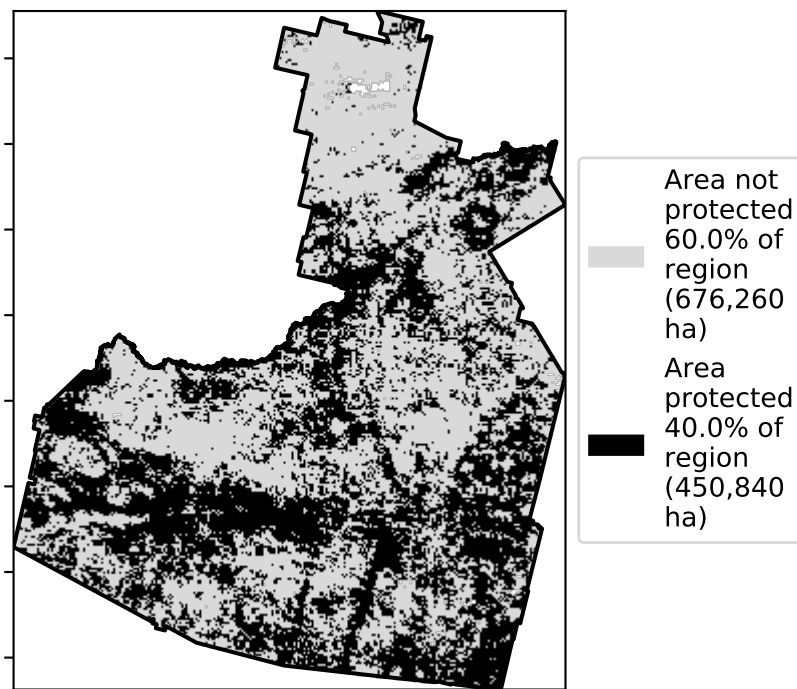 Area not
protected
60.0% of
region
(676,260
ha)
Area
protected
40.0% of
region
(450,840
ha)